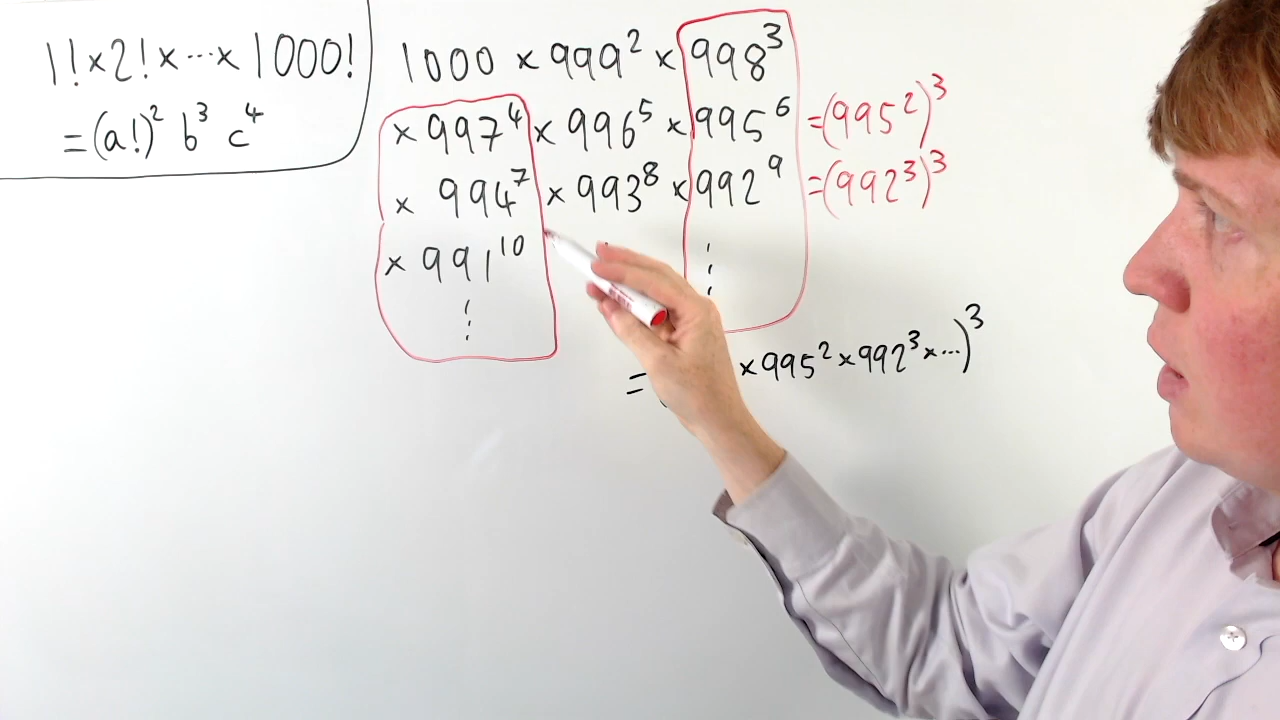 1!×2!×⋯×1000!
=(a!)² b³ c⁴
1000 × 999² × 998³
× 997⁴ × 996⁵ × 995⁶ =(995²)³
× 994⁷ × 993⁸ × 992⁹ =(992³)³
× 991¹⁰
⋮ ⋮
= ×995²×992³×⋯)³